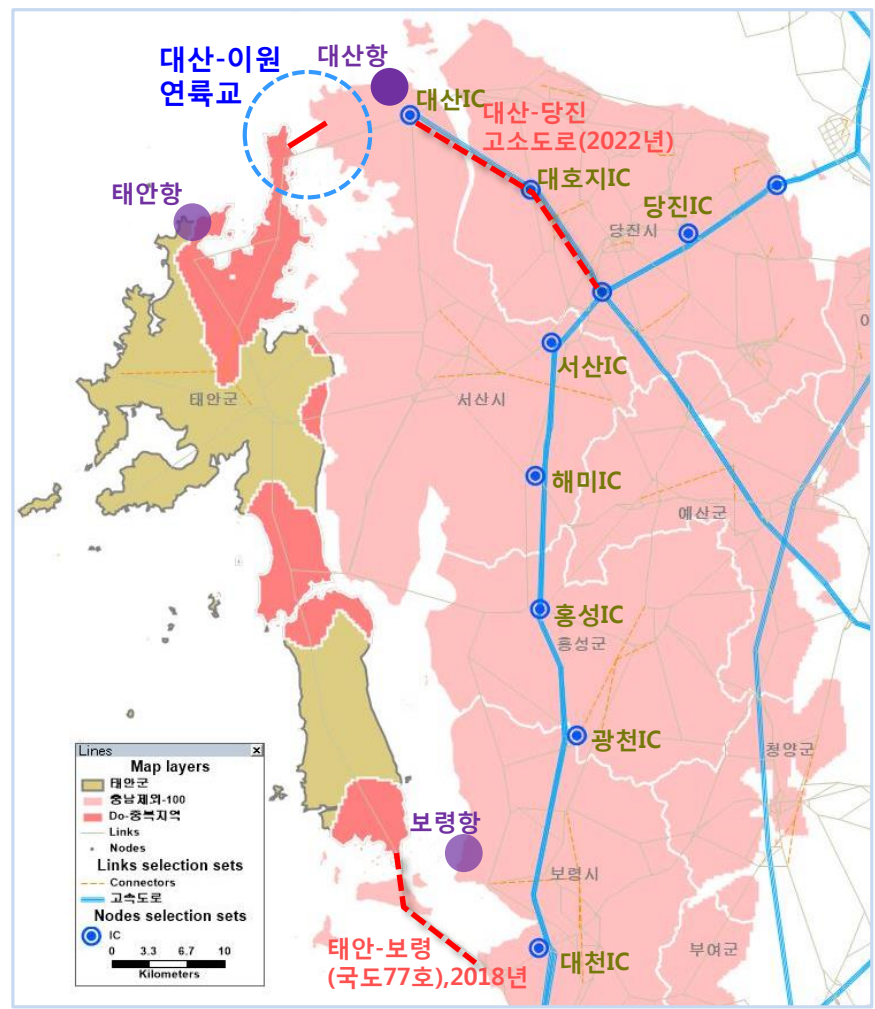 대산-이원
연륙교
대산항
대산IC
대산-당진
고소도로(2022년)
대호지IC
태안항
당진IC
당진시
서산IC
태안군
서산시
해미IC
예산군
홍성IC
홍성군
광천IC
청양군
보령항
보령시
태안-보령
(국도77호),2018년
대천IC
부여군
Lines
Map layers
태안군
충남제외-100
Do-중복지역
Links
Nodes
Links selection sets
Connectors
고속도로
Nodes selection sets
IC
0 3.3 6.7 10
Kilometers